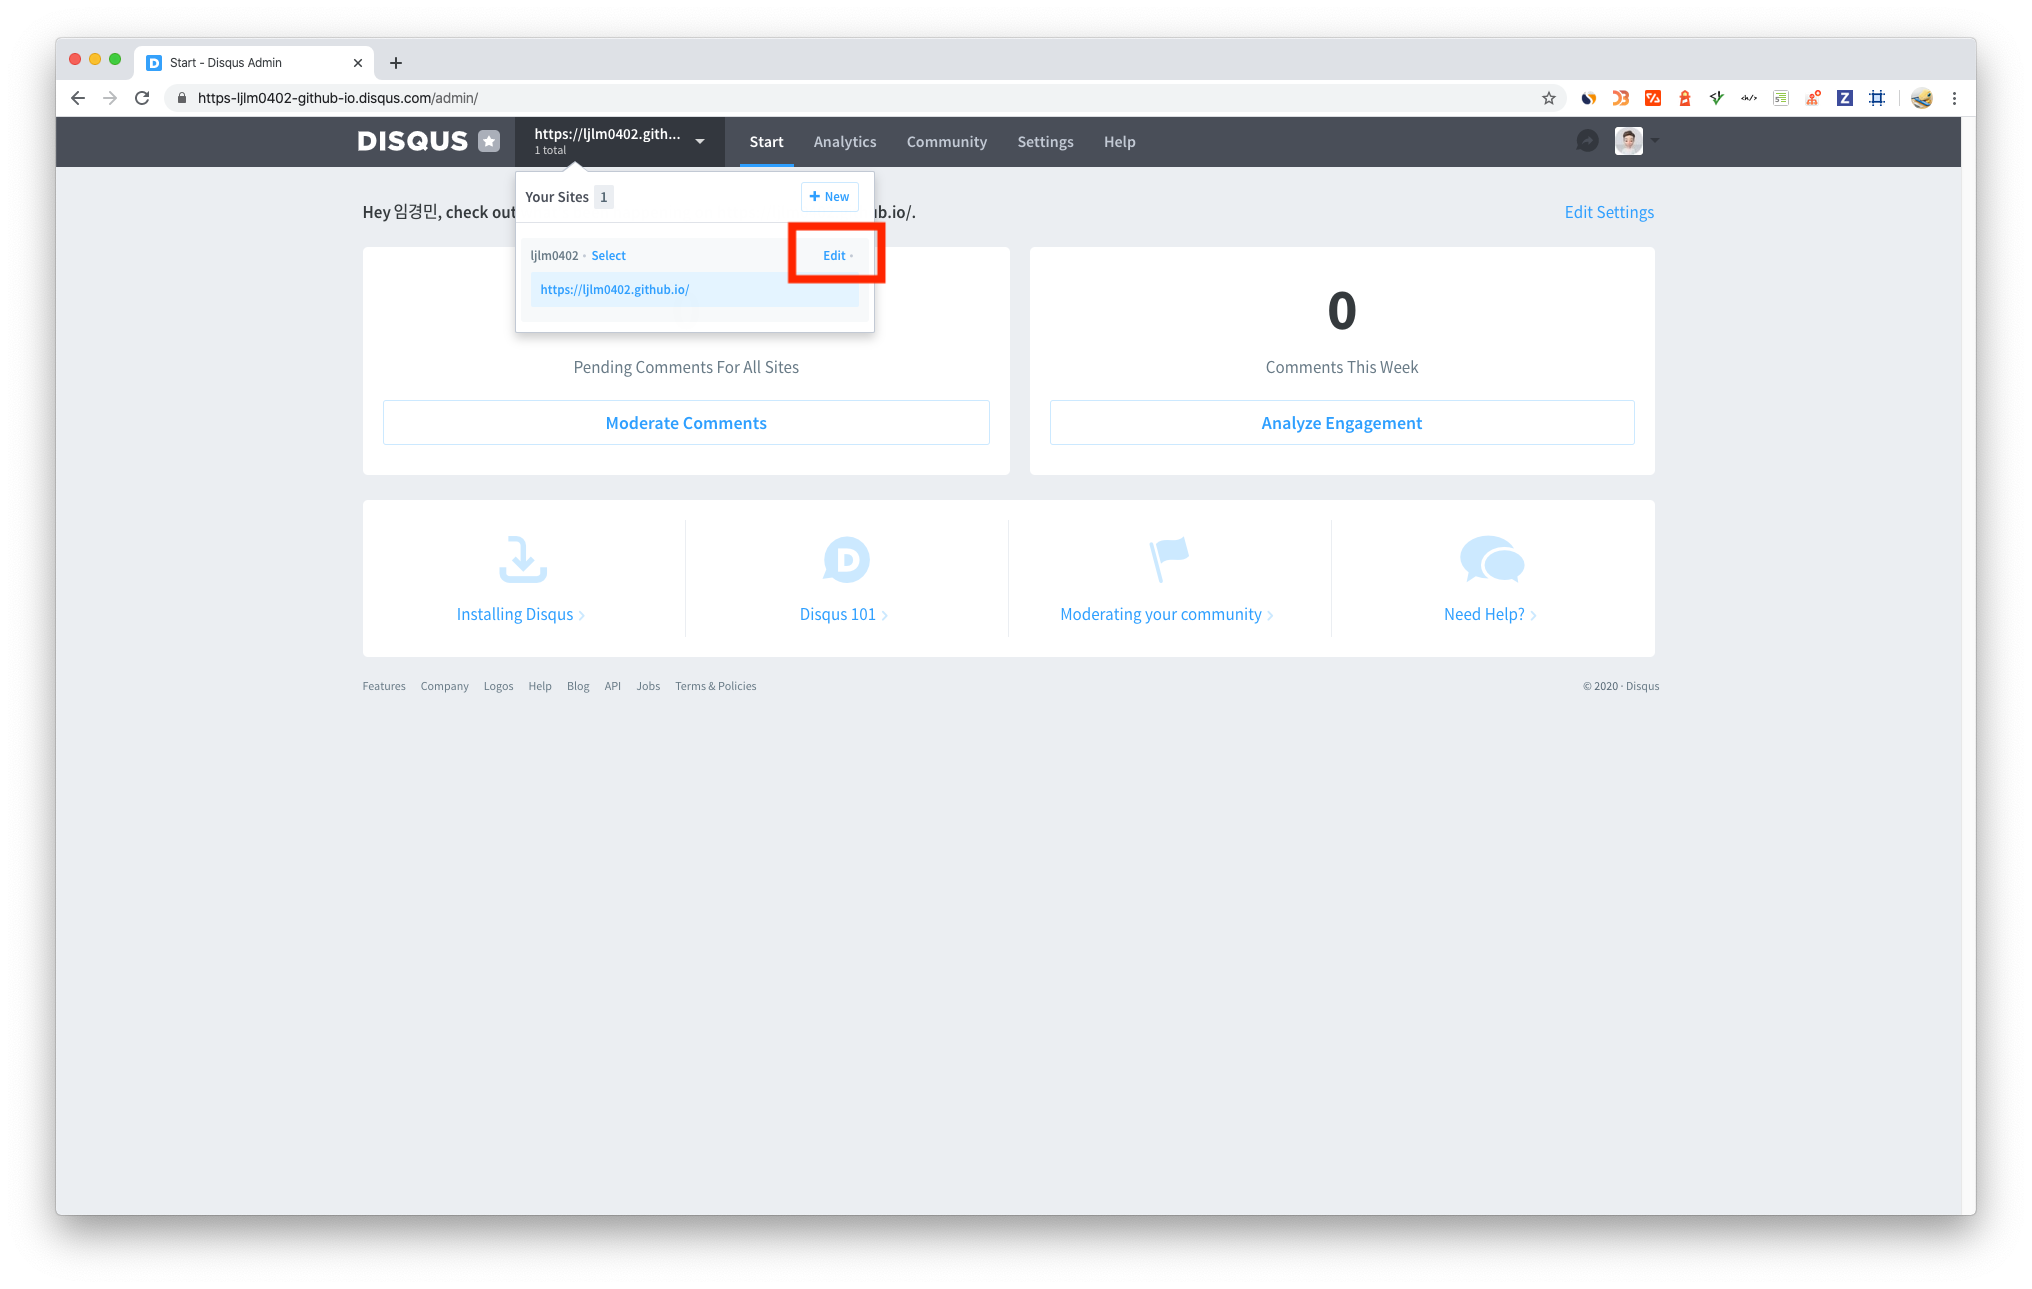 Start - Disqus Admin
https-ljlm0402-github-io.disqus.com/admin/
DISQUS
https://ljlm0402.gith...
1 total
Start
Analytics
Community
Settings
Help
Your Sites 1
+ New
Hey 임경민, check out
ub.io/.
Edit Settings
ljlm0402 · Select
Edit ·
https://ljlm0402.github.io/
0
Pending Comments For All Sites
Comments This Week
Moderate Comments
Analyze Engagement
Installing Disqus
Disqus 101
Moderating your community
Need Help?
Features Company Logos Help Blog API Jobs Terms & Policies
© 2020 · Disqus